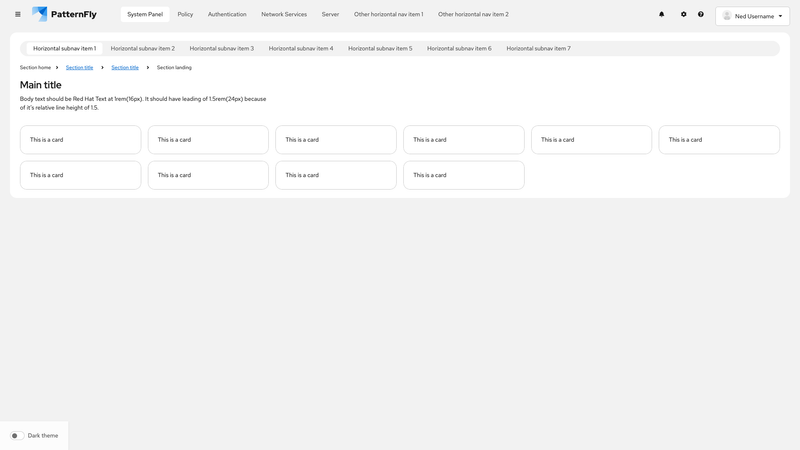 PatternFly
System Panel Policy Authentication Network Services Server Other horizontal nav item 1 Other horizontal nav item 2
Ned Username
Horizontal subnav item 1 Horizontal subnav item 2 Horizontal subnav item 3 Horizontal subnav item 4 Horizontal subnav item 5 Horizontal subnav item 6 Horizontal subnav item 7
Section home Section title Section title Section landing
Main title
Body text should be Red Hat Text at 1rem(16px). It should have leading of 1.5rem(24px) because
of it's relative line height of 1.5.
This is a card This is a card This is a card This is a card This is a card This is a card
This is a card This is a card This is a card This is a card
Dark theme